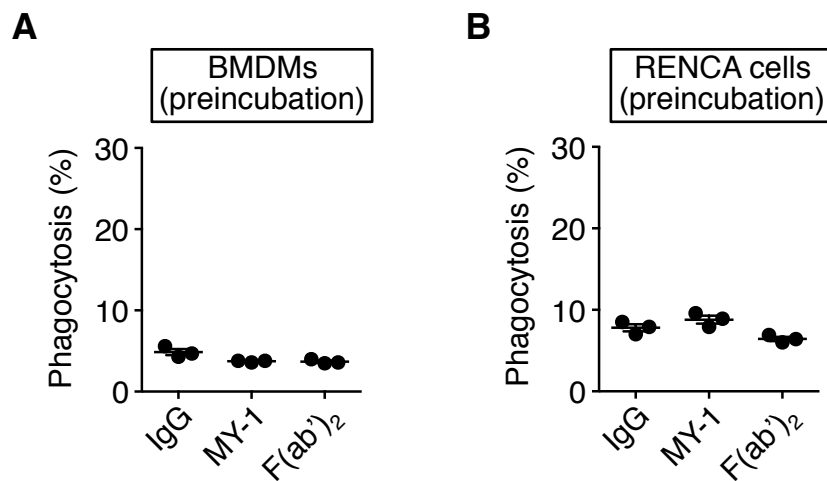 A
BMDMs
(preincubation)
Phagocytosis (%)
30
20
10
0
IgG
MY-1
F(ab')₂
B
RENCA cells
(preincubation)
Phagocytosis (%)
30
20
10
0
IgG
MY-1
F(ab')₂